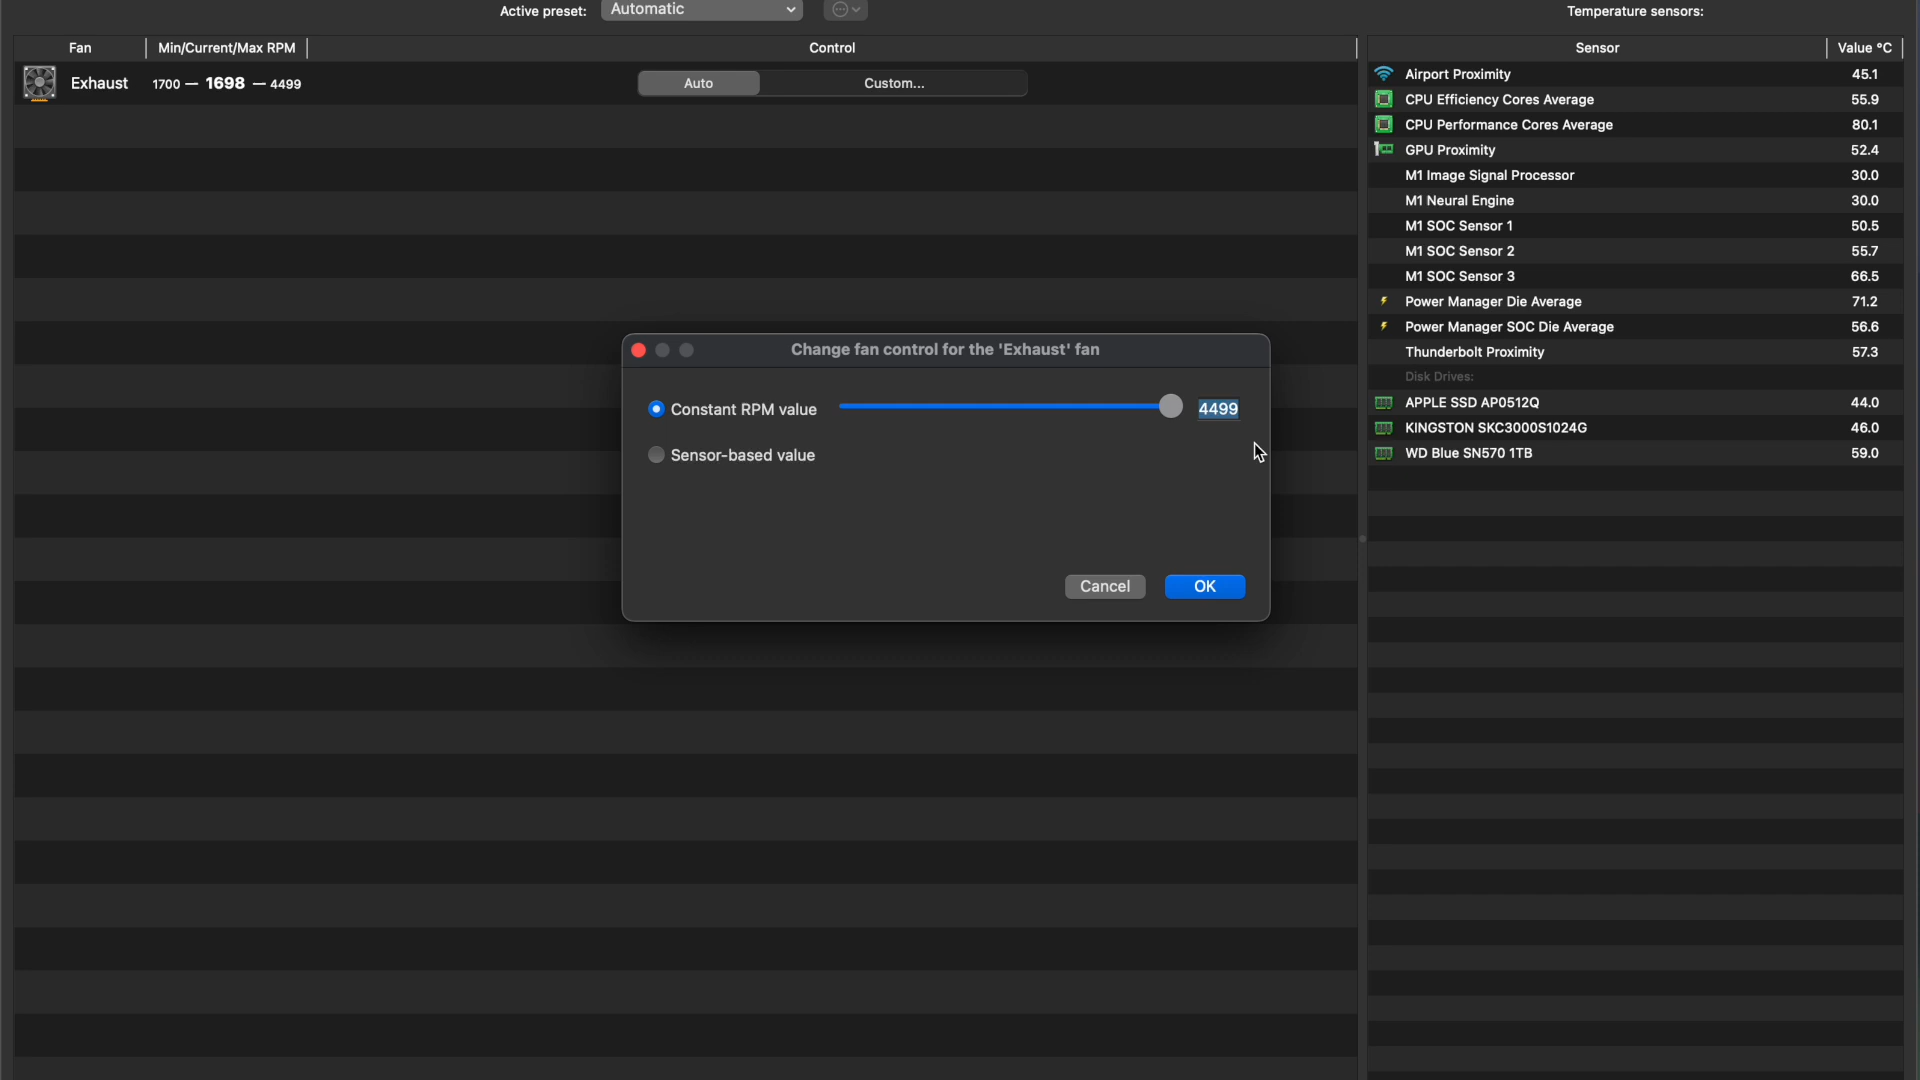 Active preset: Automatic
Temperature sensors:
Fan Min/Current/Max RPM Control
Exhaust 1700 — 1698 — 4499 Auto Custom...
Change fan control for the 'Exhaust' fan
Constant RPM value 4499
Sensor-based value
Cancel OK
Sensor Value °C
Airport Proximity 45.1
CPU Efficiency Cores Average 55.9
CPU Performance Cores Average 80.1
GPU Proximity 52.4
M1 Image Signal Processor 30.0
M1 Neural Engine 30.0
M1 SOC Sensor 1 50.5
M1 SOC Sensor 2 55.7
M1 SOC Sensor 3 66.5
Power Manager Die Average 71.2
Power Manager SOC Die Average 56.6
Thunderbolt Proximity 57.3
Disk Drives:
APPLE SSD AP0512Q 44.0
KINGSTON SKC3000S1024G 46.0
WD Blue SN570 1TB 59.0